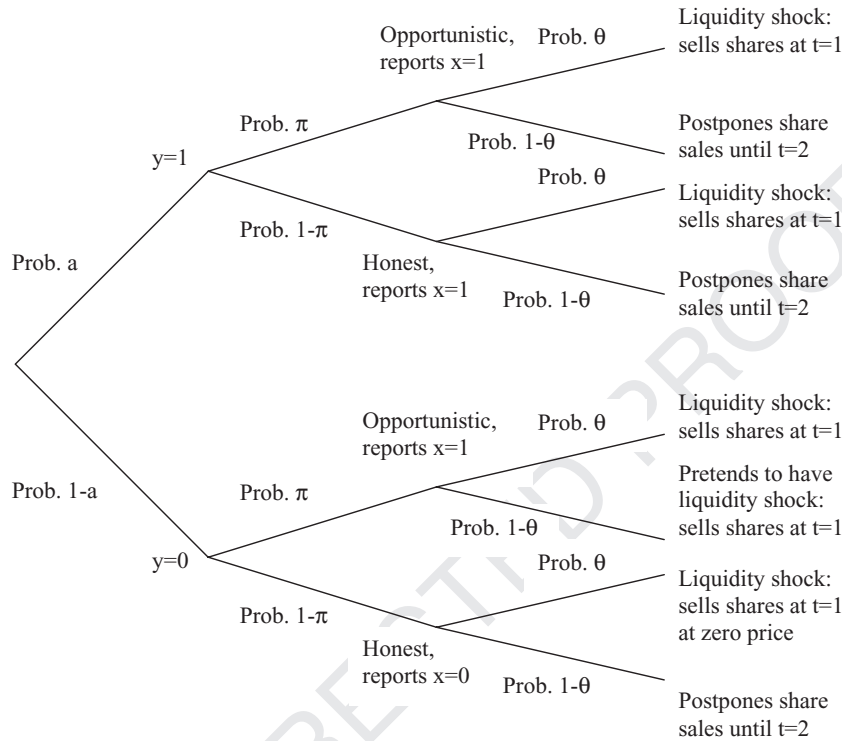 Liquidity shock:
sells shares at t=1
Opportunistic,
reports x=1
Prob. θ
Prob. π
Postpones share
sales until t=2
Prob. 1-θ
y=1
Prob. θ
Liquidity shock:
sells shares at t=1
Prob. 1-π
Prob. a
Honest,
reports x=1
Prob. 1-θ
Postpones share
sales until t=2
Liquidity shock:
sells shares at t=1
Opportunistic,
reports x=1
Prob. θ
Prob. 1-a
Prob. π
Pretends to have
liquidity shock:
sells shares at t=1
Prob. 1-θ
y=0
Prob. θ
Liquidity shock:
sells shares at t=1
at zero price
Prob. 1-π
Honest,
reports x=0
Prob. 1-θ
Postpones share
sales until t=2